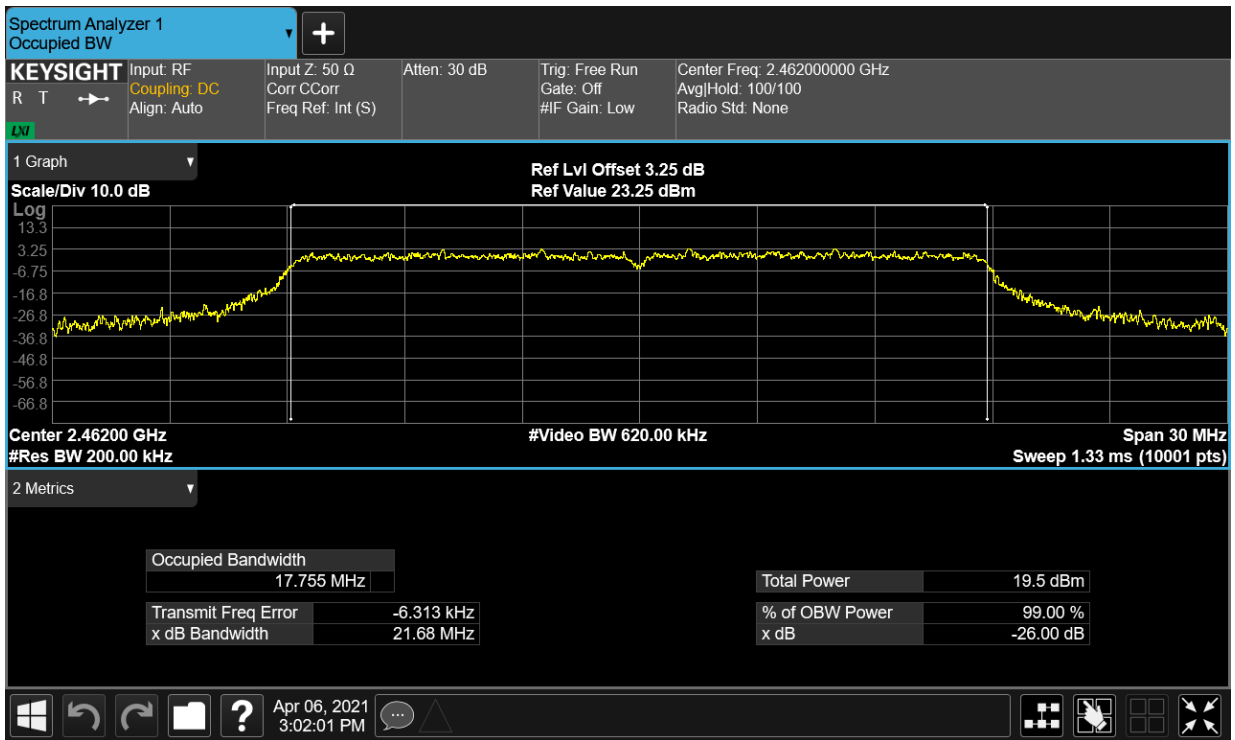 Spectrum Analyzer 1
Occupied BW
KEYSIGHT Input: RF Input Z: 50 Ω Atten: 30 dB Trig: Free Run Center Freq: 2.462000000 GHz
R T Coupling: DC Corr CCorr Gate: Off Avg|Hold: 100/100
Align: Auto Freq Ref: Int (S) #IF Gain: Low Radio Std: None
LXI
1 Graph
Ref Lvl Offset 3.25 dB
Scale/Div 10.0 dB Ref Value 23.25 dBm
Log
13.3
3.25
-6.75
-16.8
-26.8
-36.8
-46.8
-56.8
-66.8
Center 2.46200 GHz #Video BW 620.00 kHz Span 30 MHz
#Res BW 200.00 kHz Sweep 1.33 ms (10001 pts)
2 Metrics
Occupied Bandwidth
17.755 MHz Total Power 19.5 dBm
Transmit Freq Error -6.313 kHz % of OBW Power 99.00 %
x dB Bandwidth 21.68 MHz x dB -26.00 dB
? Apr 06, 2021
3:02:01 PM